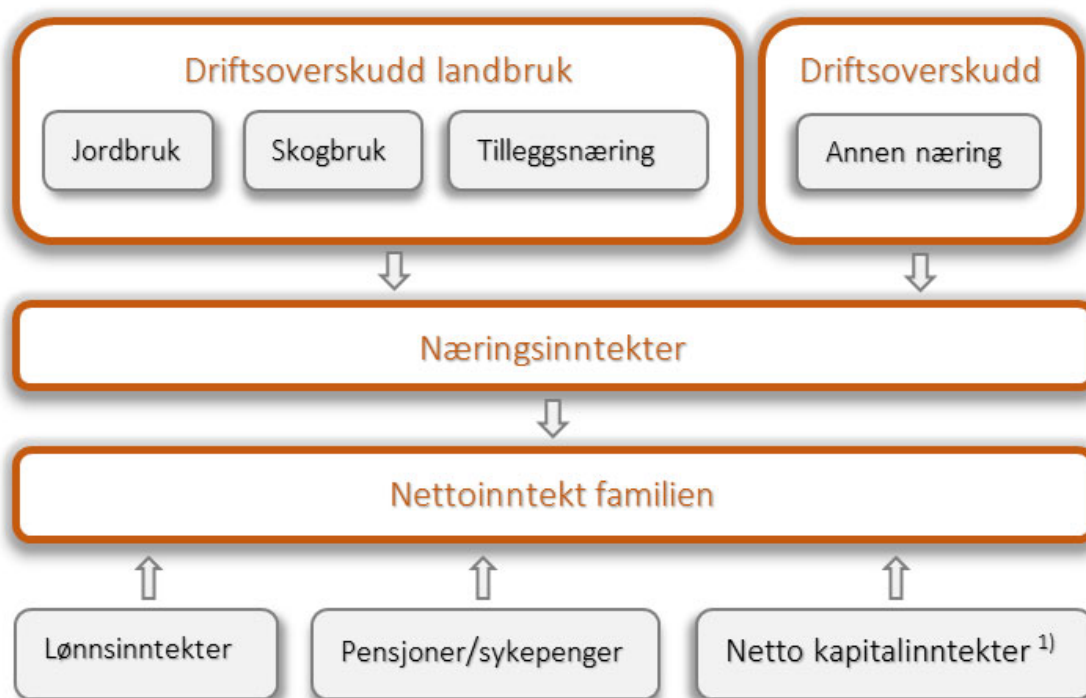 Driftsoverskudd landbruk
Jordbruk
Skogbruk
Tilleggsnæring
Driftsoverskudd
Annen næring
Næringsinntekter
Nettoinntekt familien
Lønnsinntekter
Pensjoner/sykepenger
Netto kapitalinntekter 1)